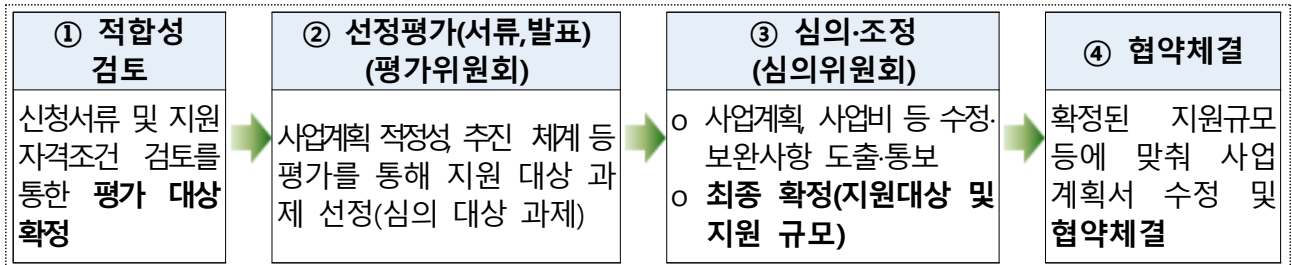 ① 적합성
검토
신청서류 및 지원
자격조건 검토를
통한 평가 대상
확정
② 선정평가(서류,발표)
(평가위원회)
사업계획 적정성, 추진 체계 등
평가를 통해 지원 대상 과
제 선정(심의 대상 과제)
③ 심의·조정
(심의위원회)
o 사업계획, 사업비 등 수정·
보완사항 도출·통보
o 최종 확정(지원대상 및
지원 규모)
④ 협약체결
확정된 지원규모
등에 맞춰 사업
계획서 수정 및
협약체결